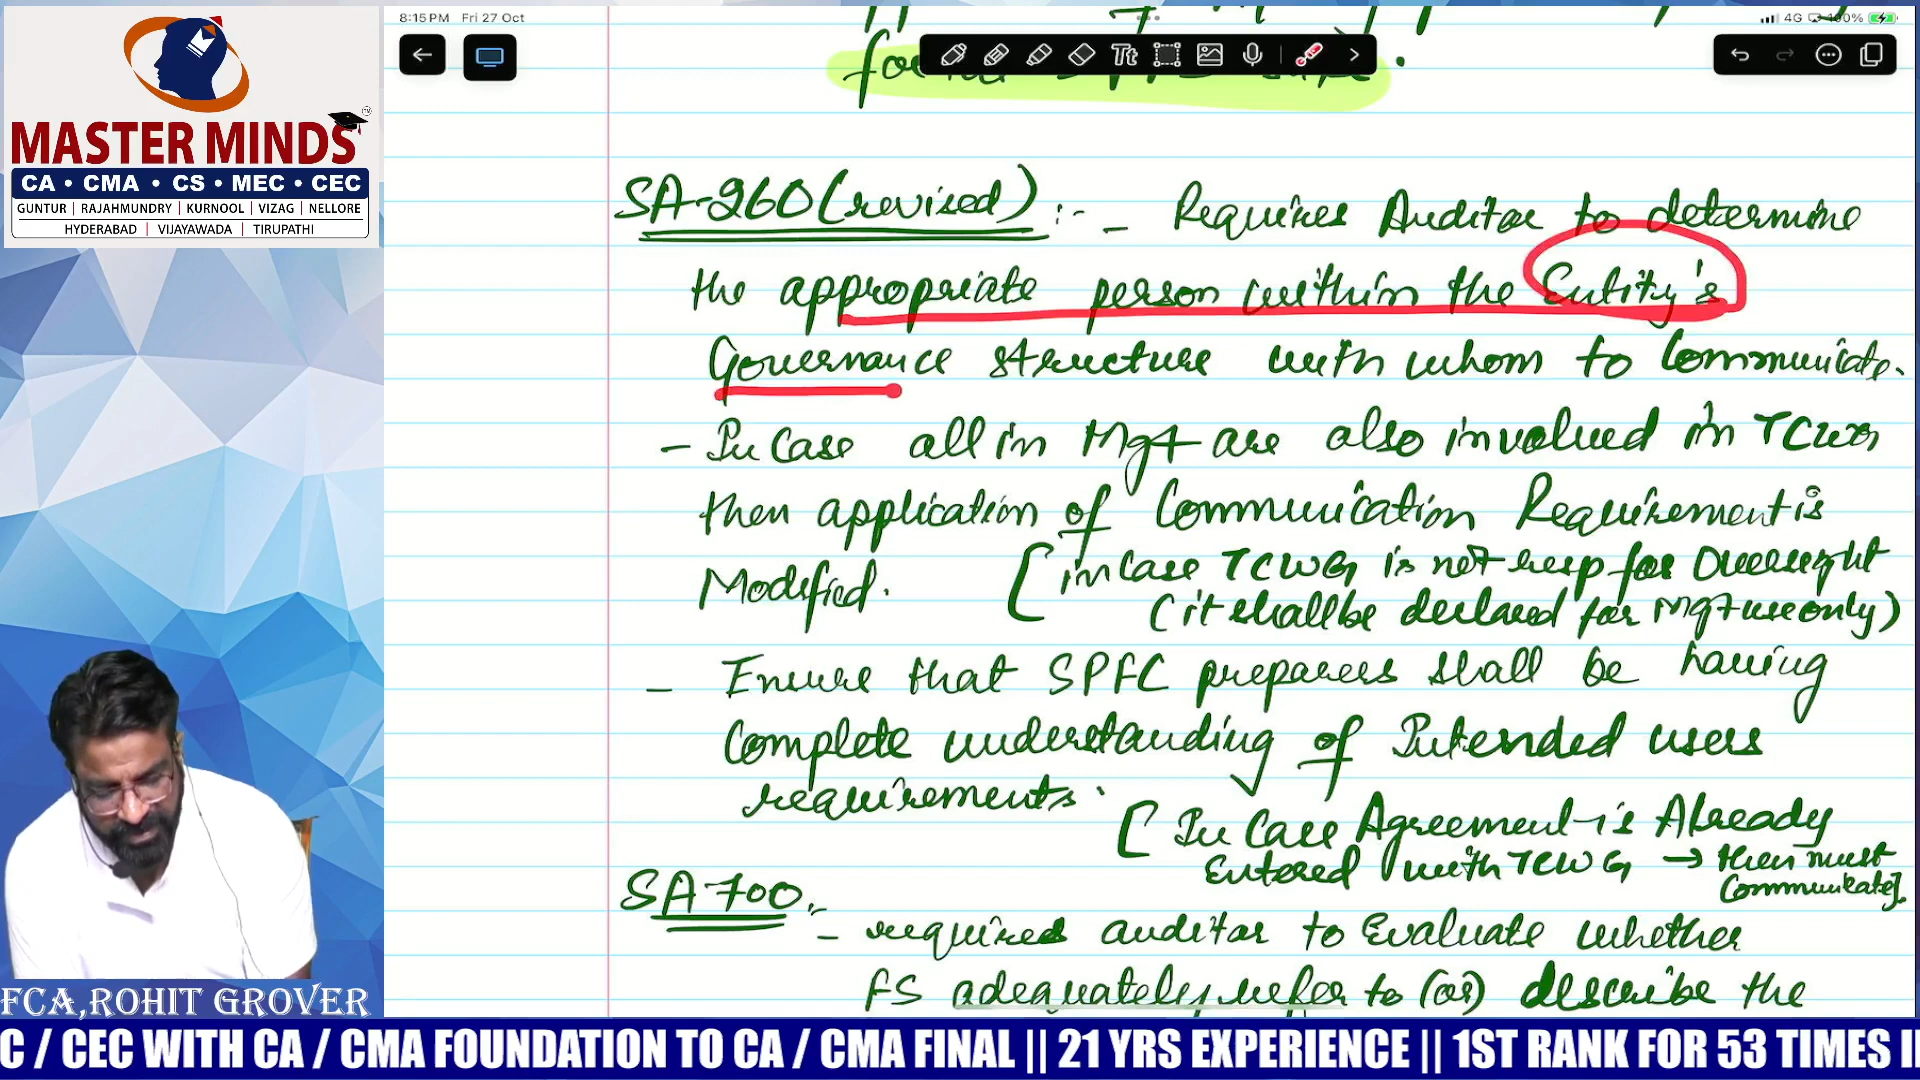 8:15 PM Fri 27 Oct
4G 100%
Tt
MASTER MINDS
CA • CMA • CS • MEC • CEC
GUNTUR | RAJAHMUNDRY | KURNOOL | VIZAG | NELLORE
HYDERABAD | VIJAYAWADA | TIRUPATHI
SA-260 (revised) :- – Requires Auditor to determine
the appropriate person within the Entity's
Governance structure with whom to Communicate.
– In Case all in Mgt are also involved in TCWG
then application of Communication Requirement is
Modified. [ in Case TCWG is not resp for Oversight
(it shall be declared for Mgt use only)
– Ensure that SPFC preparers shall be having
Complete understanding of Intended users
requirements.
[ In Case Agreement is Already
Entered with TCWG → then must
Communicate].
SA 700 :-
– required auditor to Evaluate whether
FS adequately refer to (or) describe the
FCA,ROHIT GROVER
C / CEC WITH CA / CMA FOUNDATION TO CA / CMA FINAL || 21 YRS EXPERIENCE || 1ST RANK FOR 53 TIMES I